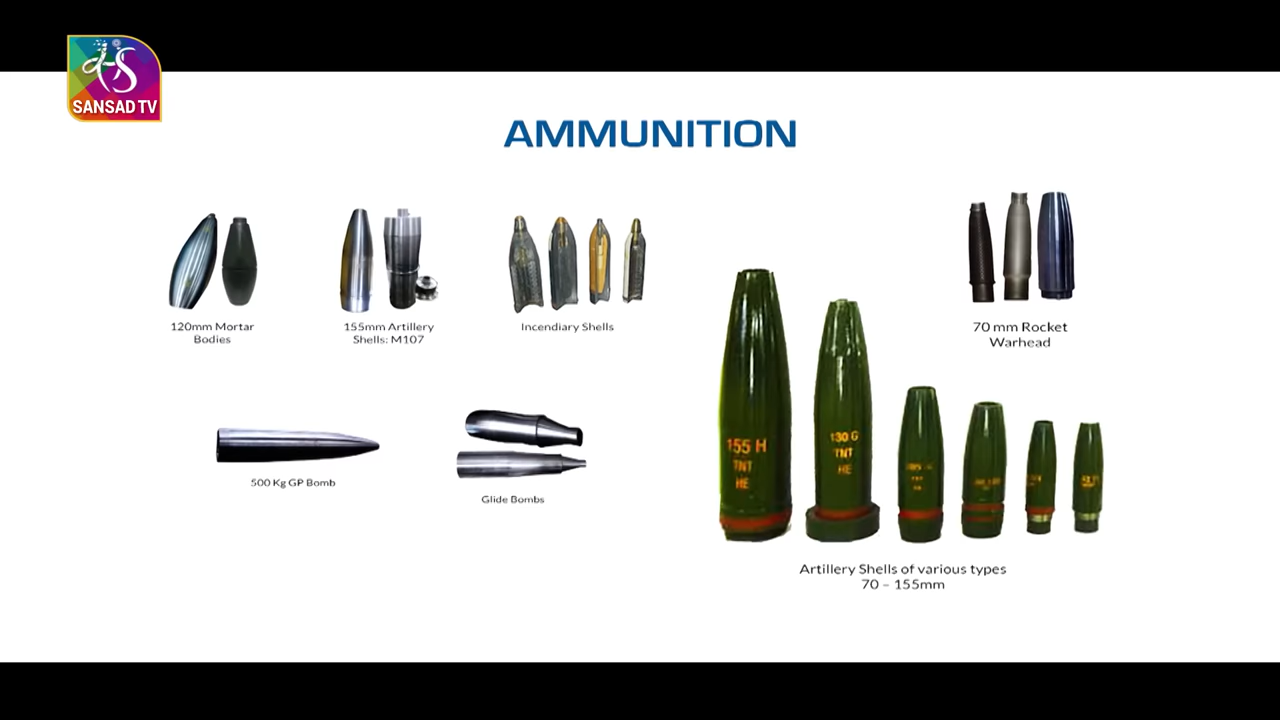 SANSAD TV
AMMUNITION
120mm Mortar
Bodies
155mm Artillery
Shells: M107
Incendiary Shells
70 mm Rocket
Warhead
500 Kg GP Bomb
Glide Bombs
155 H
TNT
HE
130 G
TNT
HE
Artillery Shells of various types
70 – 155mm